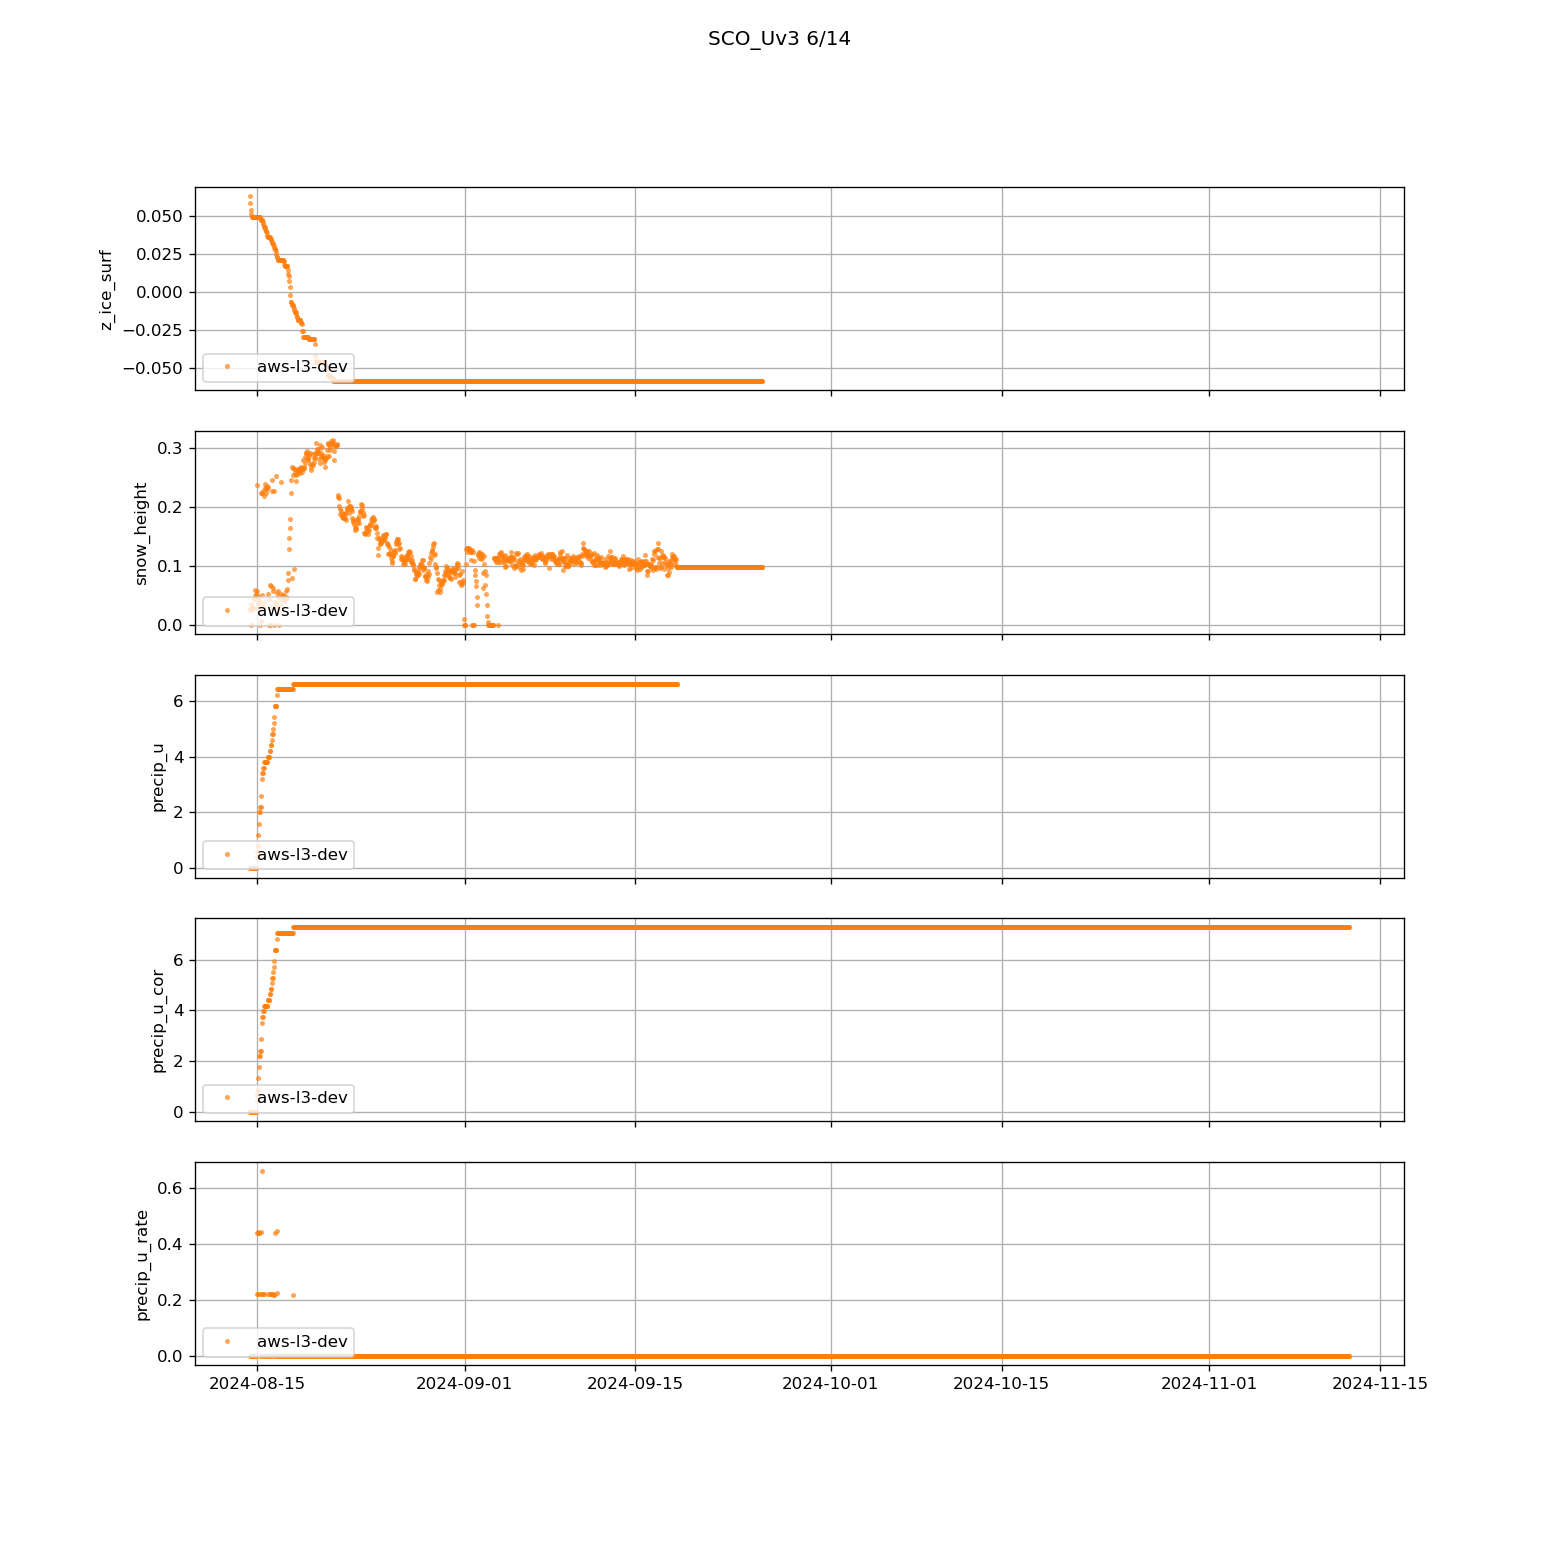 SCO_Uv3 6/14
z_ice_surf
0.050
0.025
0.000
−0.025
−0.050
aws-l3-dev
snow_height
0.3
0.2
0.1
0.0
aws-l3-dev
precip_u
6
4
2
0
aws-l3-dev
precip_u_cor
6
4
2
0
aws-l3-dev
precip_u_rate
0.6
0.4
0.2
0.0
aws-l3-dev
2024-08-15 2024-09-01 2024-09-15 2024-10-01 2024-10-15 2024-11-01 2024-11-15